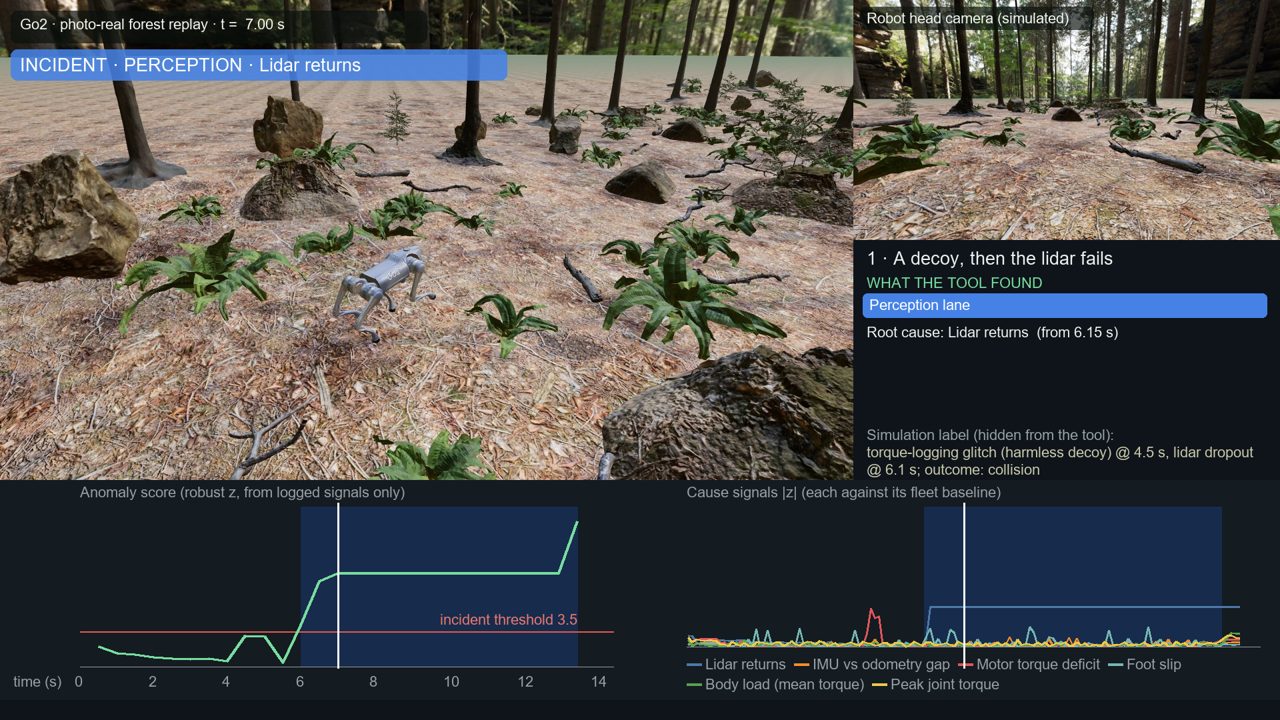 Go2 · photo-real forest replay · t = 7.00 s
INCIDENT · PERCEPTION · Lidar returns
Robot head camera (simulated)
1 · A decoy, then the lidar fails
WHAT THE TOOL FOUND
Perception lane
Root cause: Lidar returns (from 6.15 s)
Simulation label (hidden from the tool):
torque-logging glitch (harmless decoy) @ 4.5 s, lidar dropout
@ 6.1 s; outcome: collision
Anomaly score (robust z, from logged signals only)
incident threshold 3.5
time (s) 0 2 4 6 8 10 12 14
Cause signals |z| (each against its fleet baseline)
Lidar returns IMU vs odometry gap Motor torque deficit Foot slip
Body load (mean torque) Peak joint torque